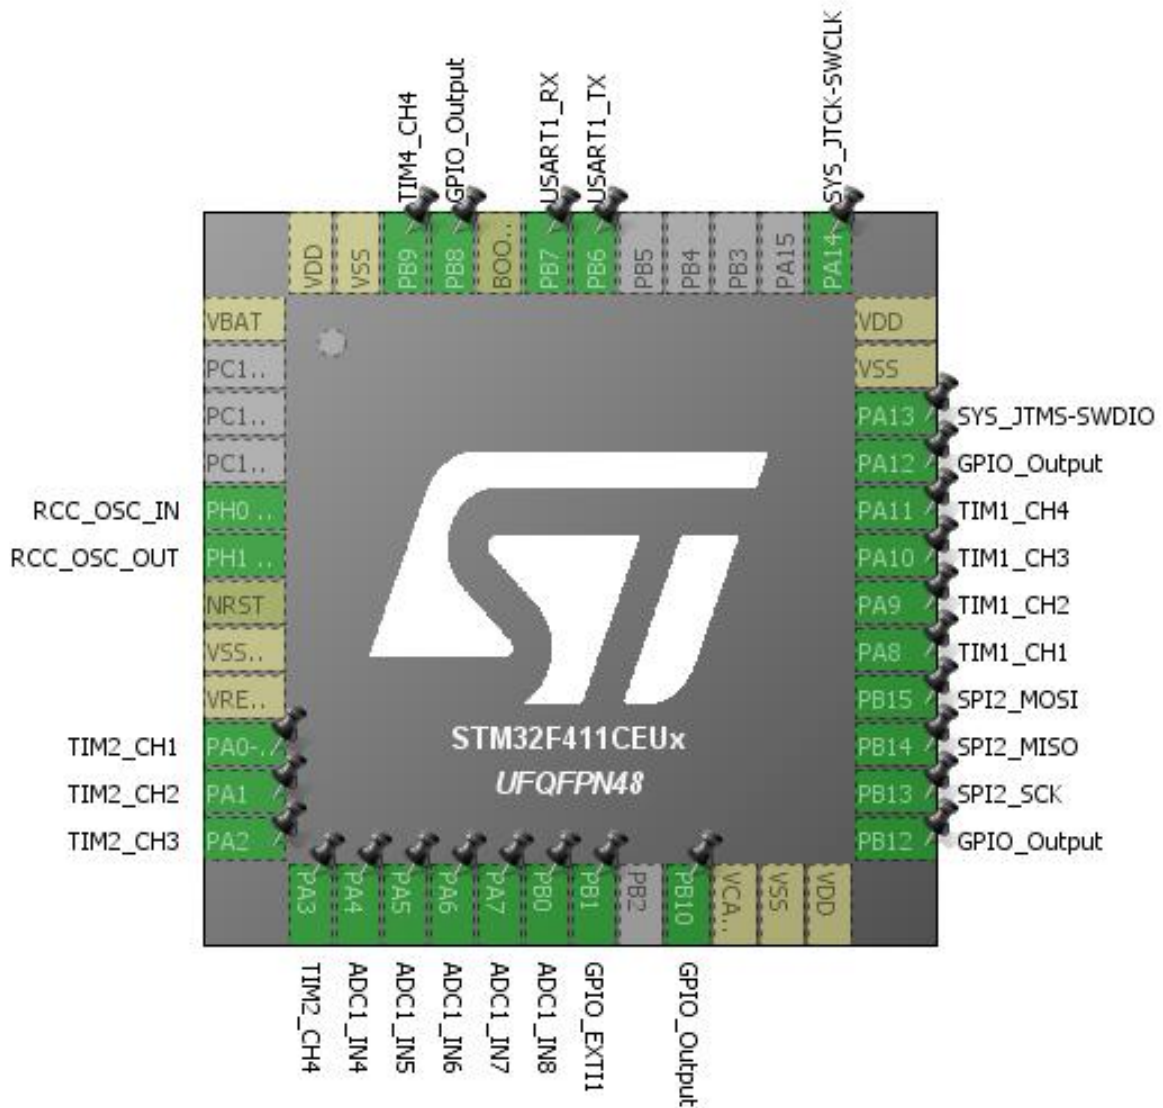 TIM4_CH4
GPIO_Output
USART1_RX
USART1_TX
SYS_JTCK-SWCLK
VDD
VSS
PB9
PB8
BOO..
PB7
PB6
PB5
PB4
PB3
PA15
PA14
VBAT
PC1..
PC1..
PC1..
RCC_OSC_IN PH0 ..
RCC_OSC_OUT PH1 ..
NRST
VSS..
VRE..
TIM2_CH1 PA0-..
TIM2_CH2 PA1
TIM2_CH3 PA2
VDD
VSS
PA13 SYS_JTMS-SWDIO
PA12 GPIO_Output
PA11 TIM1_CH4
PA10 TIM1_CH3
PA9 TIM1_CH2
PA8 TIM1_CH1
PB15 SPI2_MOSI
PB14 SPI2_MISO
PB13 SPI2_SCK
PB12 GPIO_Output
STM32F411CEUx
UFQFPN48
PA3
PA4
PA5
PA6
PA7
PB0
PB1
PB2
PB10
VCA..
VSS
VDD
TIM2_CH4
ADC1_IN4
ADC1_IN5
ADC1_IN6
ADC1_IN7
ADC1_IN8
GPIO_EXTI1
GPIO_Output